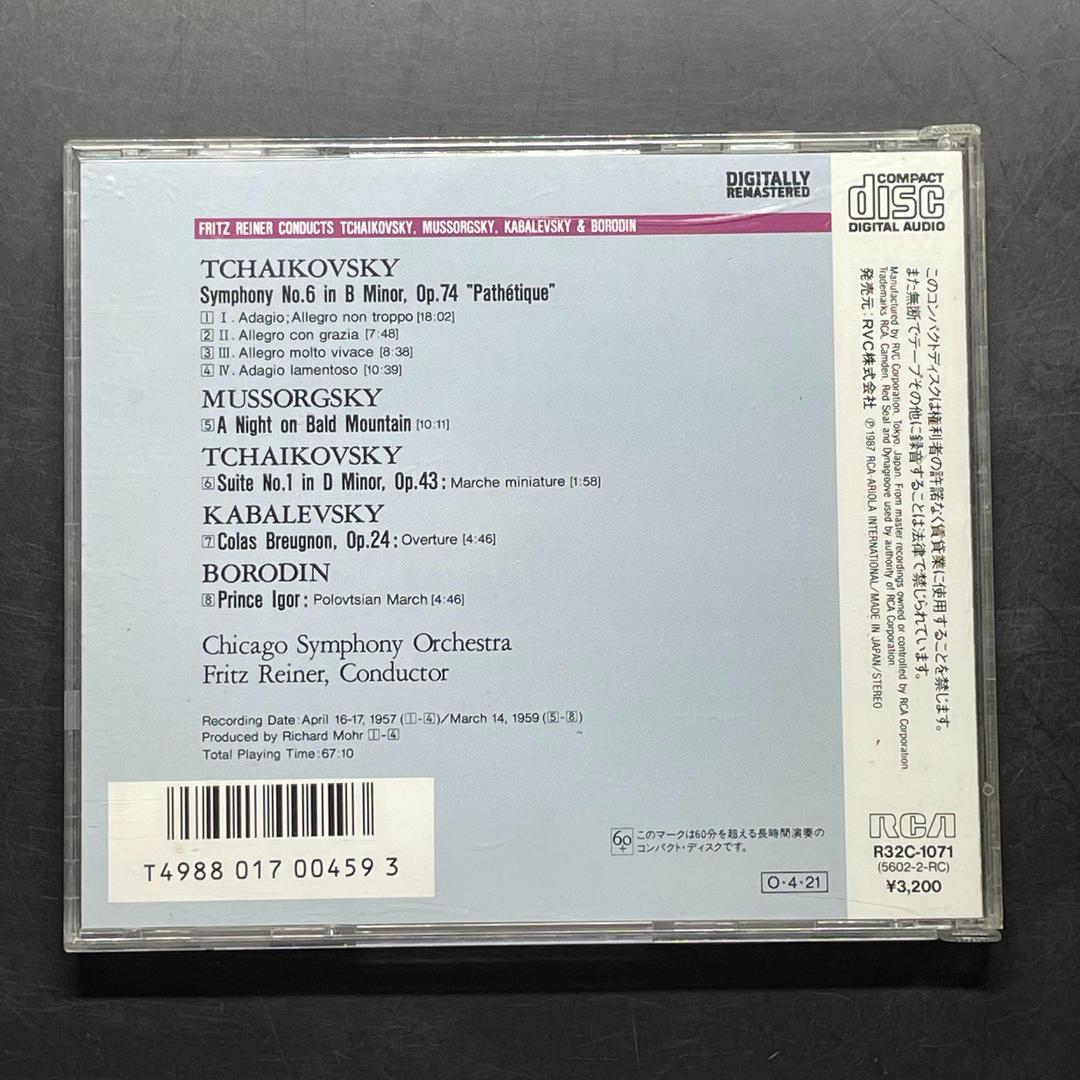 DIGITALLY
REMASTERED
FRITZ REINER CONDUCTS TCHAIKOVSKY, MUSSORGSKY, KABALEVSKY & BORODIN
TCHAIKOVSKY
Symphony No.6 in B Minor, Op.74 "Pathétique"
1 I. Adagio; Allegro non troppo [18:02]
2 II. Allegro con grazia [7:48]
3 III. Allegro molto vivace [8:38]
4 IV. Adagio lamentoso [10:39]
MUSSORGSKY
5 A Night on Bald Mountain [10:11]
TCHAIKOVSKY
6 Suite No.1 in D Minor, Op.43: Marche miniature [1:58]
KABALEVSKY
7 Colas Breugnon, Op.24: Overture [4:46]
BORODIN
8 Prince Igor: Polovtsian March [4:46]
Chicago Symphony Orchestra
Fritz Reiner, Conductor
Recording Date: April 16-17, 1957 (1-4)/March 14, 1959 (5-8)
Produced by Richard Mohr 1-4
Total Playing Time: 67:10
T4988 017 00459 3
60+ このマークは60分を超える長時間演奏の
コンパクト・ディスクです。
O・4・21
COMPACT
disc
DIGITAL AUDIO
このコンパクトディスクは権利者の許諾なく賃貸業に使用することを禁じます。
また無断でテープその他に録音することは法律で禁じられています。
Manufactured by RVC Corporation, Tokyo, Japan. From master recordings owned or controlled by RCA Corporation.
Trademarks RCA, Camden, Red Seal and Dynagroove used by authority of RCA Corporation
発売元：RVC株式会社 Ⓟ1987 RCA-ARIOLA INTERNATIONAL/MADE IN JAPAN/STEREO
RCA
R32C-1071
(5602-2-RC)
¥3,200